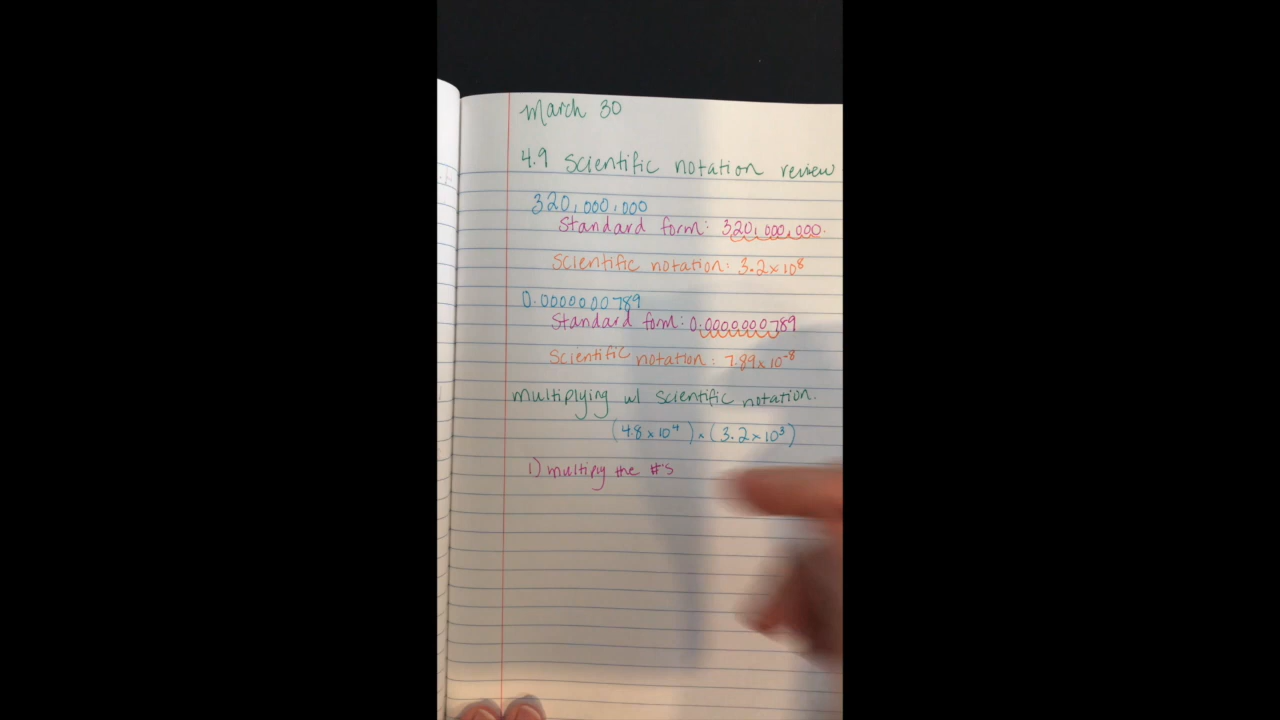 March 30
4.9 scientific notation review
320,000,000
Standard form: 320,000,000.
Scientific notation: 3.2 x 10⁸
0.0000000789
Standard form: 0.0000000789
Scientific notation: 7.89 x 10⁻⁸
multiplying w/ scientific notation.
(4.8 x 10⁴) x (3.2 x 10³)
1) multiply the #'s